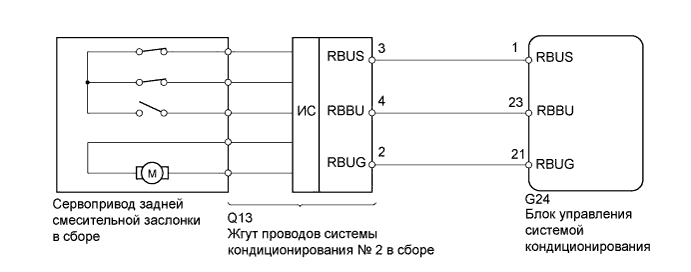 RBUS 3 1 RBUS
ИС RBBU 4 23 RBBU
M RBUG 2 21 RBUG
Сервопривод задней
смесительной заслонки
в сборе
Q13
Жгут проводов системы
кондиционирования № 2 в сборе
G24
Блок управления
системой
кондиционирования